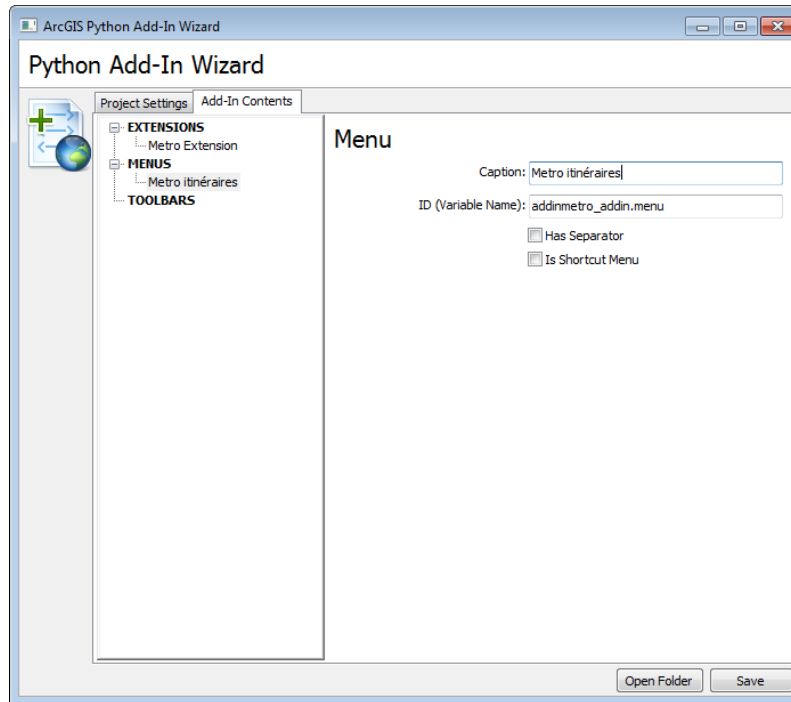 ArcGIS Python Add-In Wizard
Python Add-In Wizard
Project Settings Add-In Contents
EXTENSIONS
Metro Extension
MENUS
Metro itinéraires
TOOLBARS
Menu
Caption: Metro itinéraires
ID (Variable Name): addinmetro_addin.menu
Has Separator
Is Shortcut Menu
Open Folder Save